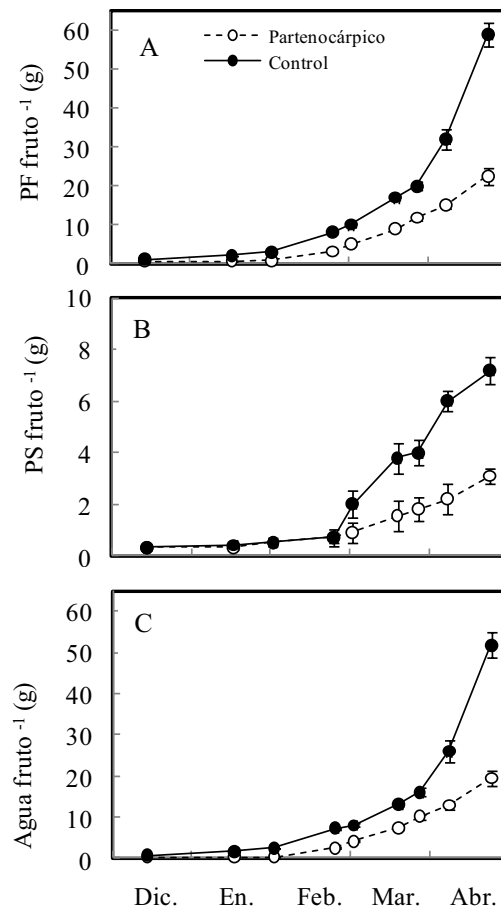 A
Partenocárpico
Control
60
50
40
30
20
10
0
PF fruto -1 (g)
B
10
8
6
4
2
0
PS fruto -1 (g)
C
60
50
40
30
20
10
0
Agua fruto -1 (g)
Dic. En. Feb. Mar. Abr.